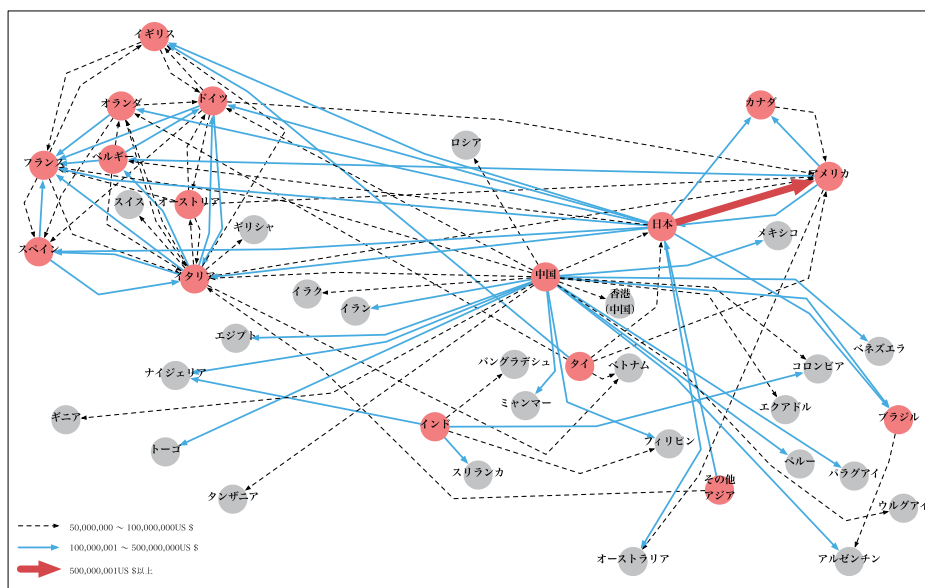 イギリス
オランダ
ドイツ
カナダ
ロシア
フランス
ベルギー
アメリカ
スイス
オーストリア
ギリシャ
日本
メキシコ
スペイン
イタリア
中国
イラク
イラン
香港
(中国)
エジプト
ベネズエラ
ナイジェリア
バングラデシュ
タイ
ベトナム
コロンビア
ミャンマー
エクアドル
ギニア
インド
ブラジル
トーゴ
フィリピン
スリランカ
ペルー
パラグアイ
タンザニア
その他
アジア
ウルグアイ
オーストラリア
アルゼンチン
50,000,000 ~ 100,000,000US $
100,000,001 ~ 500,000,000US $
500,000,001US $以上